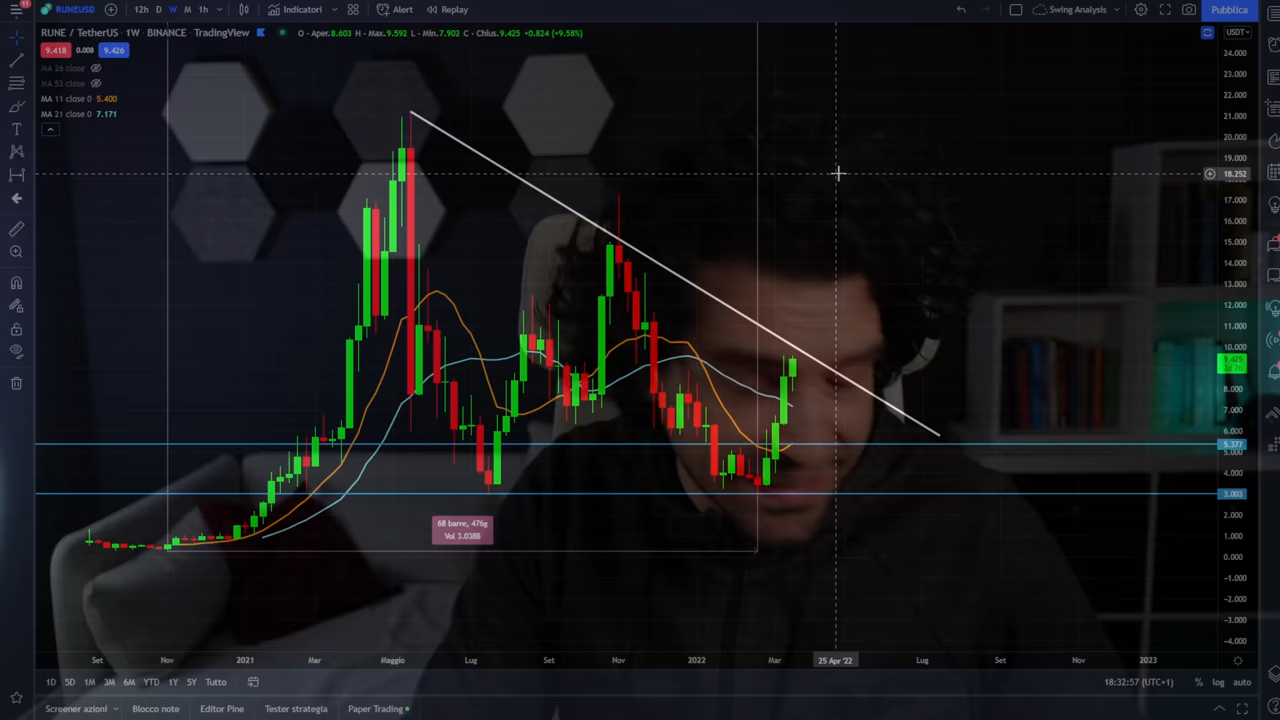 11
RUNEUSD 12h D W M 1h Indicatori Alert Replay Swing Analysis Pubblica
RUNE / TetherUS · 1W · BINANCE · TradingView O - Aper.8.603 H - Max.9.592 L - Min.7.902 C - Chius.9.425 +0.824 (+9.58%) USDT
9.418 0.008 9.426
MA 26 close
MA 52 close
MA 11 close 0 5.400
MA 21 close 0 7.171
24.000
23.000
22.000
21.000
20.000
19.000
18.252
17.000
16.000
15.000
14.000
13.000
12.000
11.000
10.000
9.425
8.000
7.000
6.000
5.377
5.000
4.000
3.003
2.000
1.000
0.000
−1.000
−2.000
−3.000
−4.000
68 barre, 476g
Vol 3.038B
Set Nov 2021 Mar Maggio Lug Set Nov 2022 Mar 25 Apr '22 Lug Set Nov 2023
1D 5D 1M 3M 6M YTD 1Y 5Y Tutto 18:32:57 (UTC+1) % log auto
Screener azioni Blocco note Editor Pine Tester strategia Paper Trading